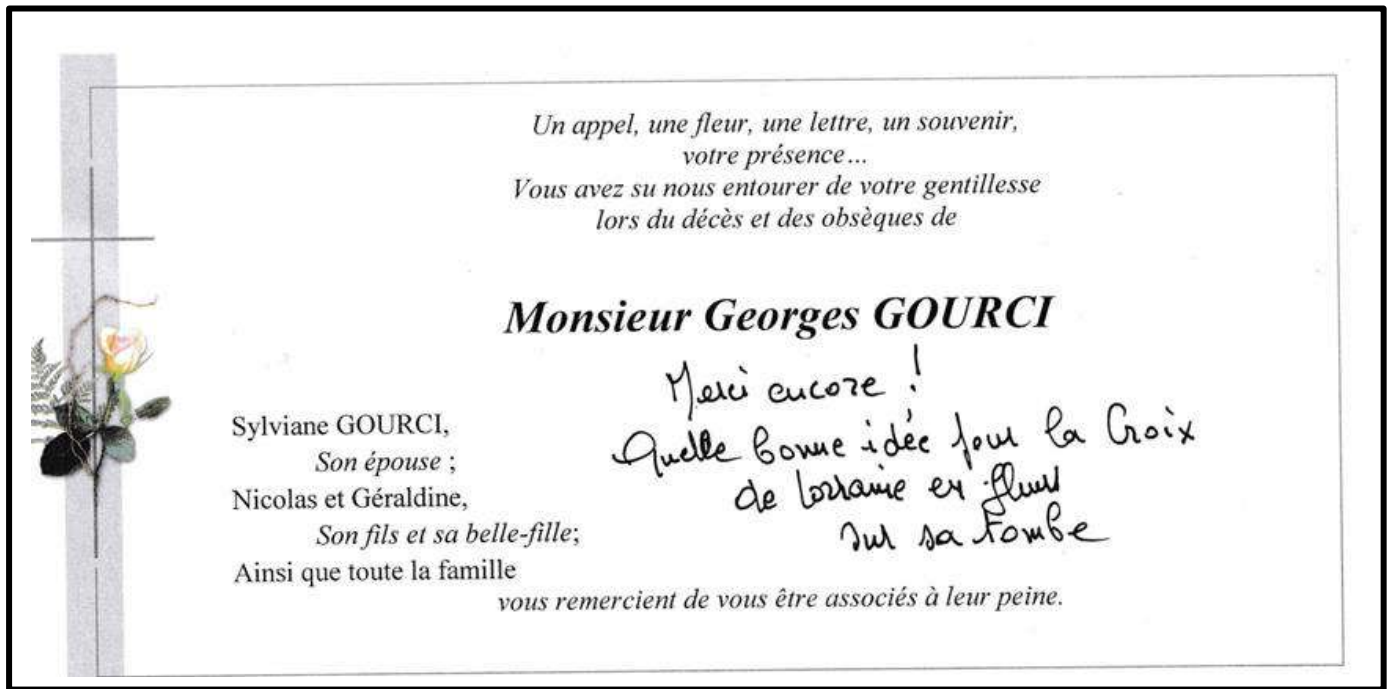 Un appel, une fleur, une lettre, un souvenir,
votre présence...
Vous avez su nous entourer de votre gentillesse
lors du décès et des obsèques de
Monsieur Georges GOURCI
Merci encore !
Quelle bonne idée pour la Croix
de Lorraine en fleurs
sur sa tombe
Sylviane GOURCI,
Son épouse ;
Nicolas et Géraldine,
Son fils et sa belle-fille;
Ainsi que toute la famille
vous remercient de vous être associés à leur peine.